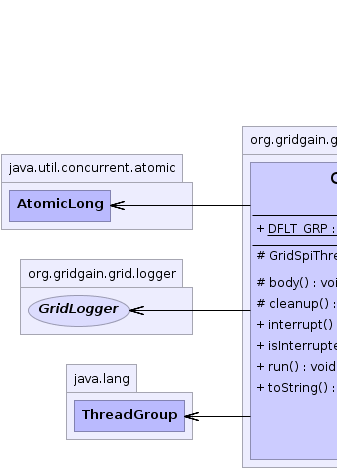 java.util.concurrent.atomic
AtomicLong
org.gridgain.grid.logger
GridLogger
java.lang
ThreadGroup
org.gridgain.g
+ DFLT_GRP :
# GridSpiThre
# body() : voi
# cleanup() :
+ interrupt()
+ isInterrupte
+ run() : void
+ toString() :